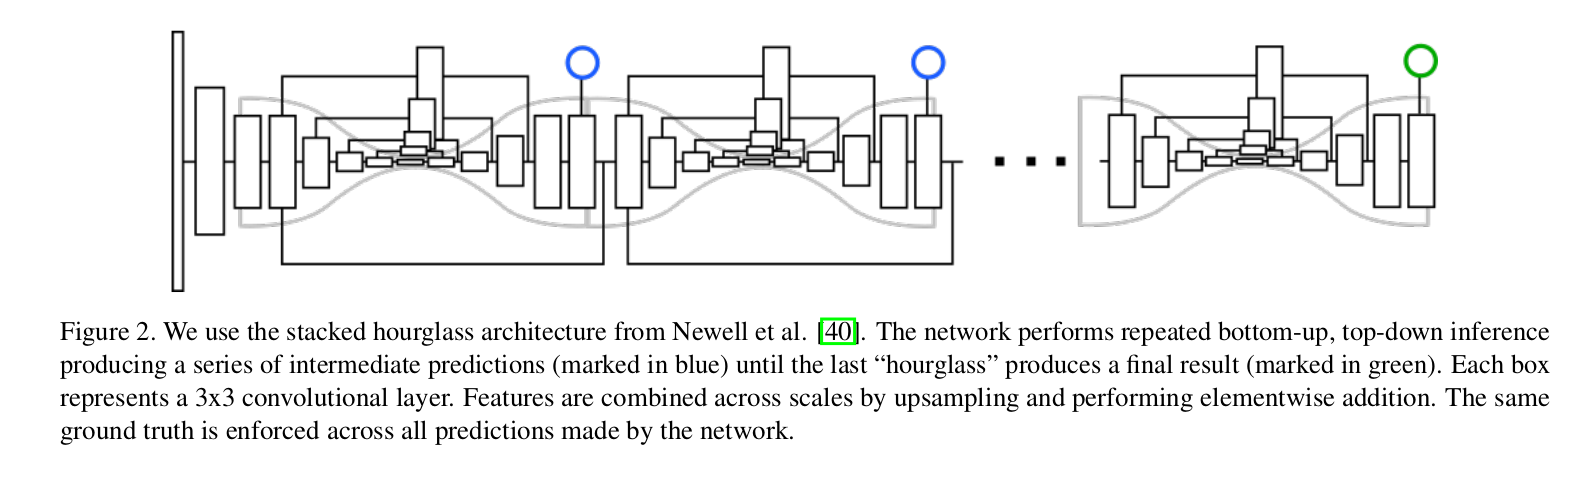 Figure 2. We use the stacked hourglass architecture from Newell et al. [40]. The network performs repeated bottom-up, top-down inference
producing a series of intermediate predictions (marked in blue) until the last “hourglass” produces a final result (marked in green). Each box
represents a 3x3 convolutional layer. Features are combined across scales by upsampling and performing elementwise addition. The same
ground truth is enforced across all predictions made by the network.